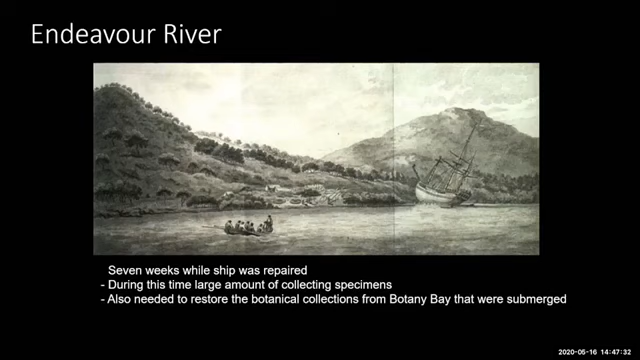 Endeavour River
Seven weeks while ship was repaired
- During this time large amount of collecting specimens
- Also needed to restore the botanical collections from Botany Bay that were submerged
2020-05-16 14:47:32